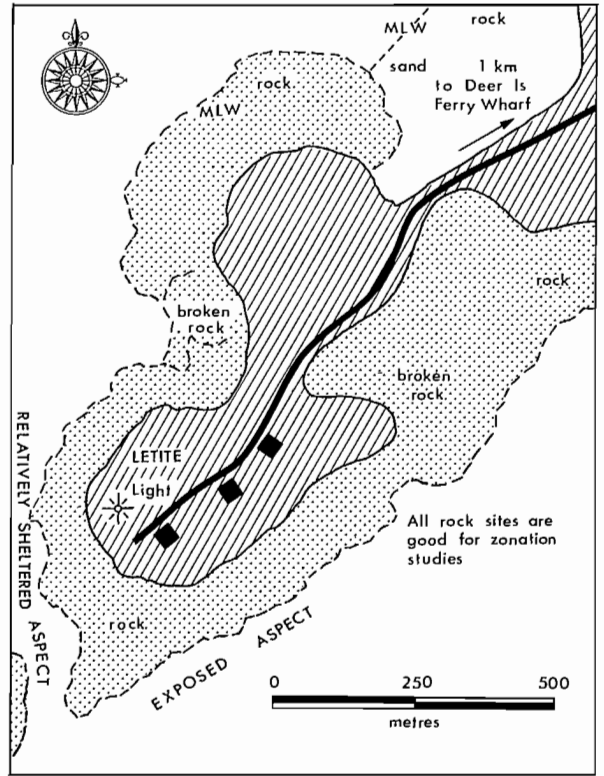 rock
MLW
sand
1 km
to Deer Is
Ferry Wharf
rock
MLW
rock
broken
rock
broken
rock
LETITE
Light
RELATIVELY SHELTERED ASPECT
All rock sites are
good for zonation
studies
rock
EXPOSED ASPECT
0 250 500
metres